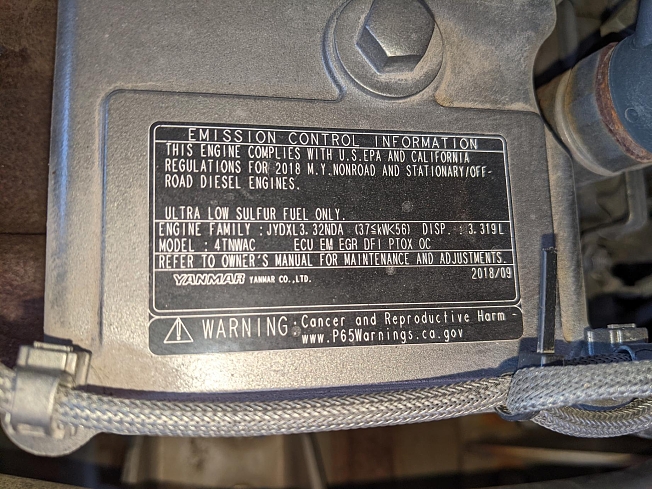 EMISSION CONTROL INFORMATION
THIS ENGINE COMPLIES WITH U.S.EPA AND CALIFORNIA
REGULATIONS FOR 2018 M.Y.NONROAD AND STATIONARY/OFF-
ROAD DIESEL ENGINES.
ULTRA LOW SULFUR FUEL ONLY.
ENGINE FAMILY : JYDXL3.32NDA (37≦kW<56) DISP. : 3.319L
MODEL : 4TNWAC ECU EM EGR DFI PTOX OC
REFER TO OWNER'S MANUAL FOR MAINTENANCE AND ADJUSTMENTS.
YANMAR YANMAR CO.,LTD. 2018/09
WARNING: Cancer and Reproductive Harm -
www.P65Warnings.ca.gov